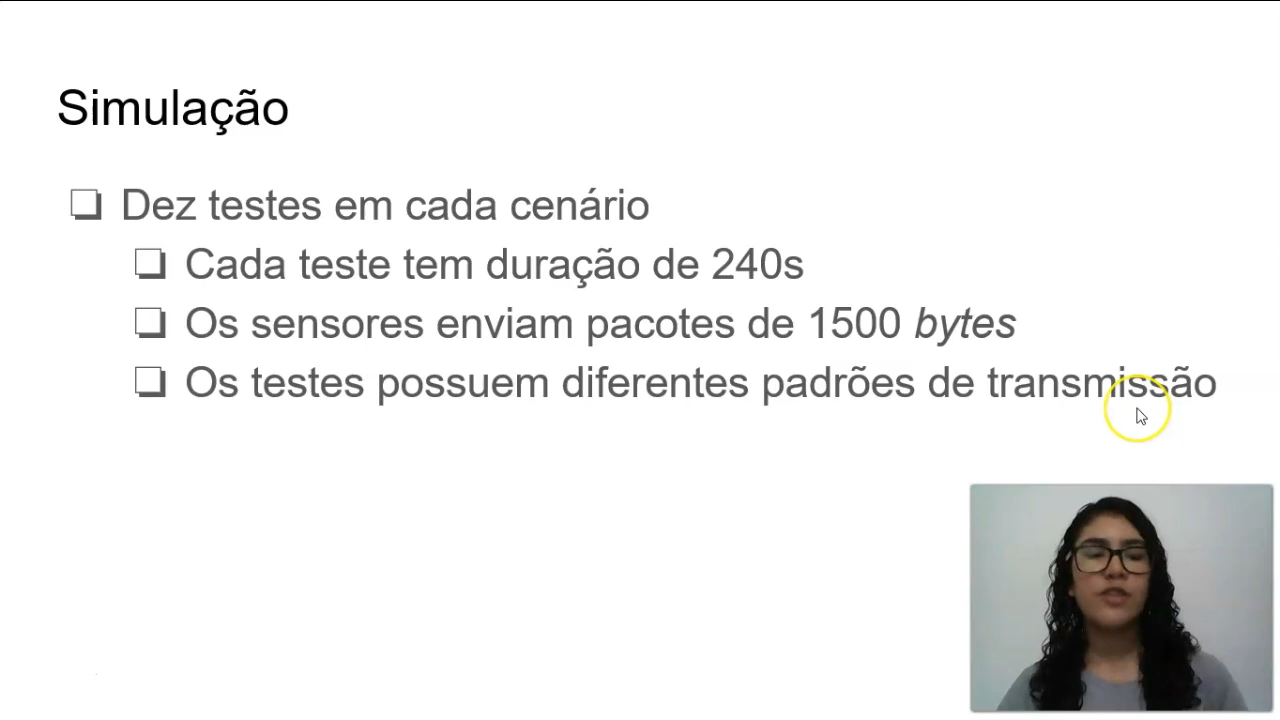 Simulação
Dez testes em cada cenário
Cada teste tem duração de 240s
Os sensores enviam pacotes de 1500 bytes
Os testes possuem diferentes padrões de transmissão